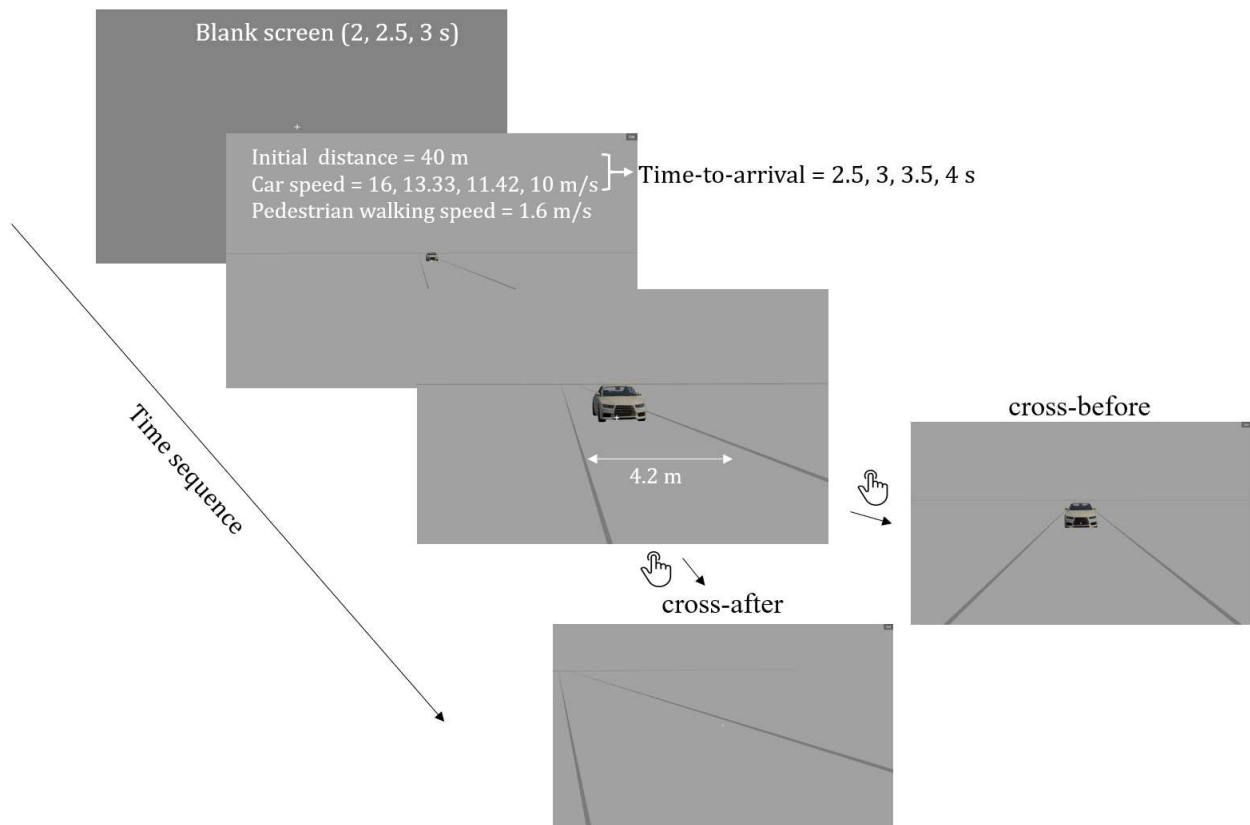 Blank screen (2, 2.5, 3 s)
Initial distance = 40 m
Car speed = 16, 13.33, 11.42, 10 m/s
Time-to-arrival = 2.5, 3, 3.5, 4 s
Pedestrian walking speed = 1.6 m/s
Time sequence
4.2 m
cross-before
cross-after